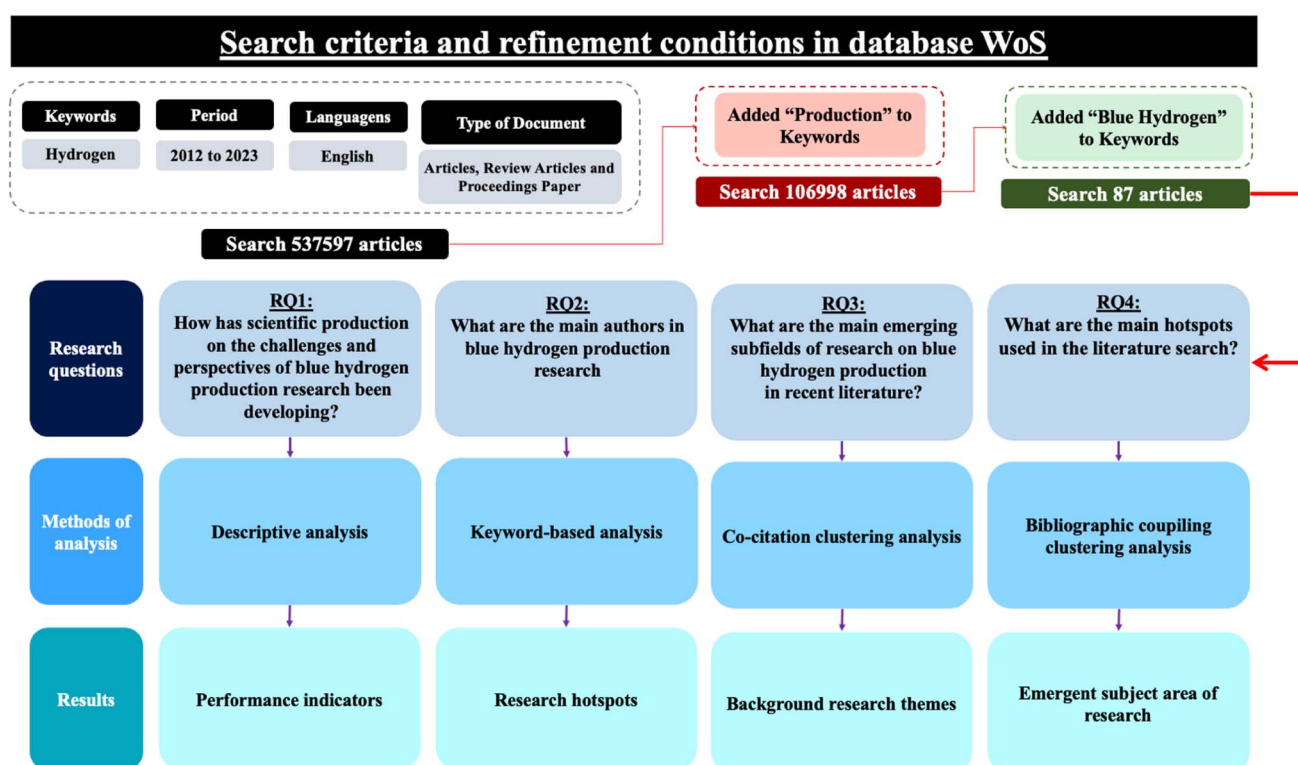 Search criteria and refinement conditions in database WoS
Keywords
Hydrogen
Period
2012 to 2023
Languagens
English
Type of Document
Articles, Review Articles and
Proceedings Paper
Search 537597 articles
Added “Production” to
Keywords
Search 106998 articles
Added “Blue Hydrogen”
to Keywords
Search 87 articles
Research
questions
RQ1:
How has scientific production
on the challenges and
perspectives of blue hydrogen
production research been
developing?
RQ2:
What are the main authors in
blue hydrogen production
research
RQ3:
What are the main emerging
subfields of research on blue
hydrogen production
in recent literature?
RQ4:
What are the main hotspots
used in the literature search?
Methods of
analysis
Descriptive analysis
Keyword-based analysis
Co-citation clustering analysis
Bibliographic coupiling
clustering analysis
Results
Performance indicators
Research hotspots
Background research themes
Emergent subject area of
research